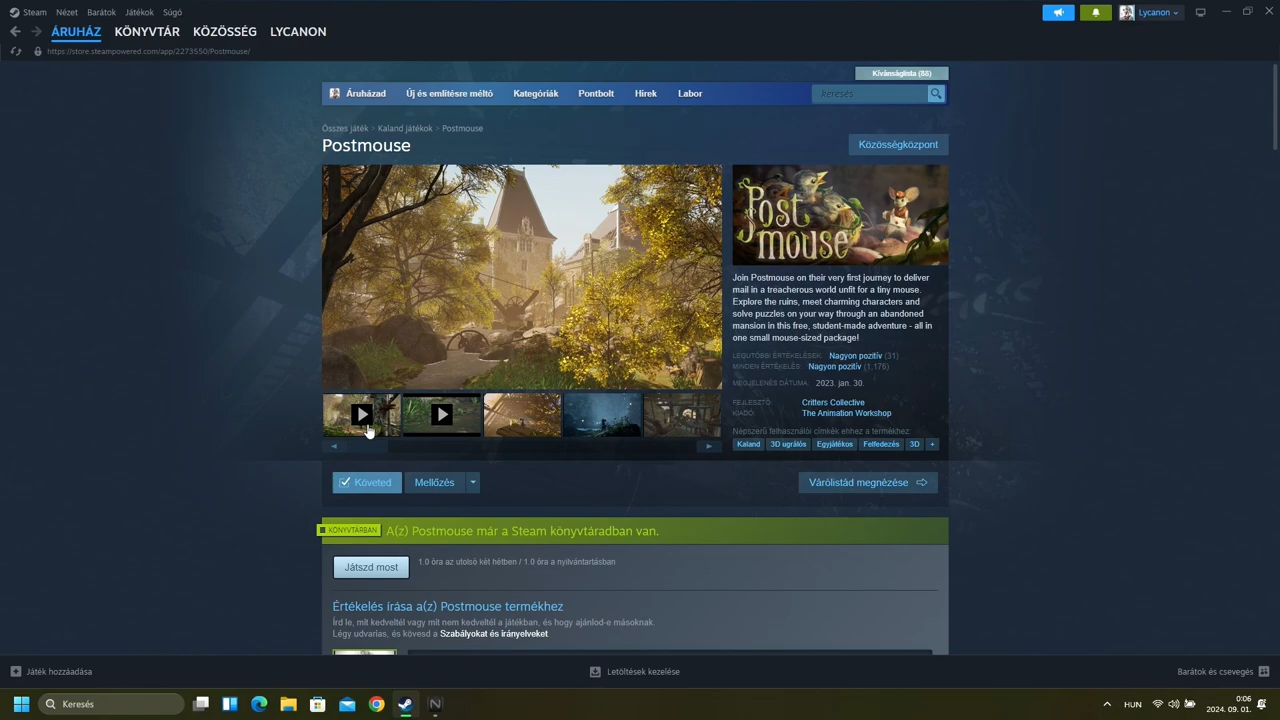 Steam Nézet Barátok Játékok Súgó
Lycanon
ÁRUHÁZ KÖNYVTÁR KÖZÖSSÉG LYCANON
https://store.steampowered.com/app/2273550/Postmouse/
Kívánságlista (88)
Áruházad Új és említésre méltó Kategóriák Pontbolt Hírek Labor keresés
Összes játék > Kaland játékok > Postmouse
Postmouse
Közösségközpont
Post mouse
Join Postmouse on their very first journey to deliver
mail in a treacherous world unfit for a tiny mouse.
Explore the ruins, meet charming characters and
solve puzzles on your way through an abandoned
mansion in this free, student-made adventure - all in
one small mouse-sized package!
LEGUTÓBBI ÉRTÉKELÉSEK: Nagyon pozitív (31)
MINDEN ÉRTÉKELÉS: Nagyon pozitív (1,176)
MEGJELENÉS DÁTUMA: 2023. jan. 30.
FEJLESZTŐ: Critters Collective
KIADÓ: The Animation Workshop
Népszerű felhasználói címkék ehhez a termékhez:
Kaland 3D ugrálós Egyjátékos Felfedezés 3D +
Követed Mellőzés Várólistád megnézése
KÖNYVTÁRBAN A(z) Postmouse már a Steam könyvtáradban van.
Játszd most 1.0 óra az utolsó két hétben / 1.0 óra a nyilvántartásban
Értékelés írása a(z) Postmouse termékhez
Írd le, mit kedveltél vagy mit nem kedveltél a játékban, és hogy ajánlod-e másoknak.
Légy udvarias, és kövesd a Szabályokat és irányelveket.
Játék hozzáadása Letöltések kezelése Barátok és csevegés
Keresés HUN 0:06
2024. 09. 01.